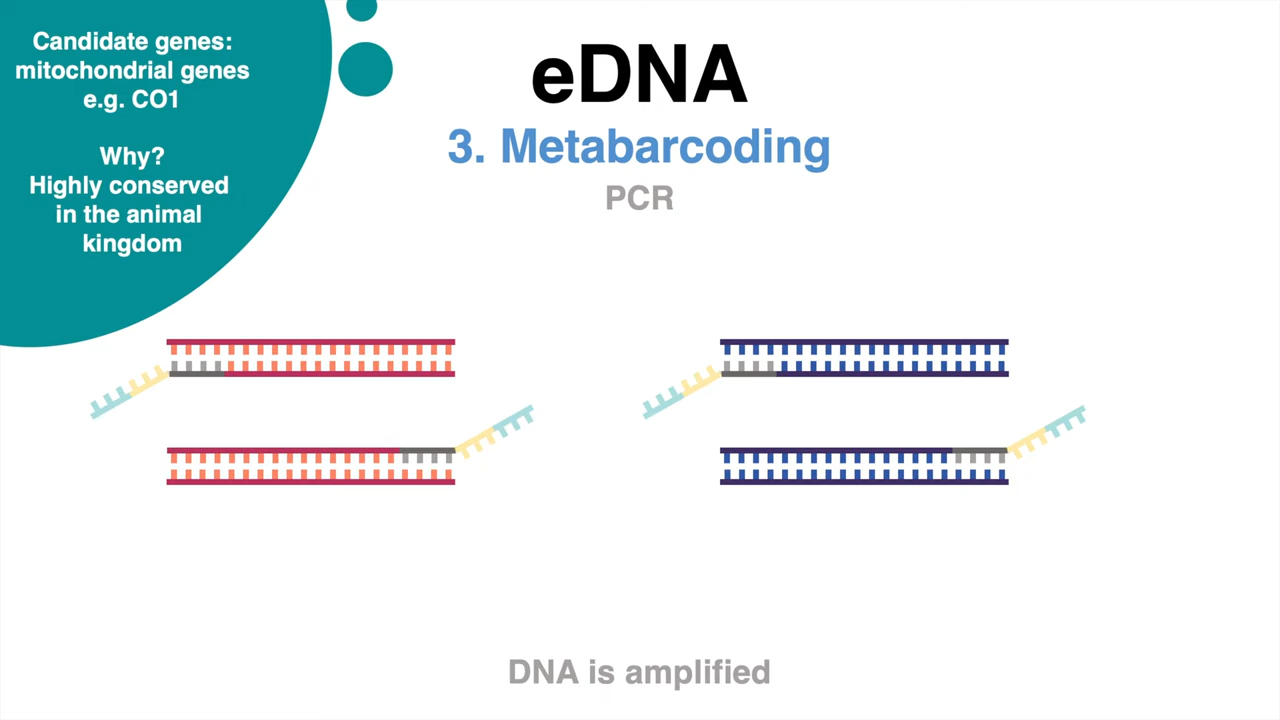 Candidate genes:
mitochondrial genes
e.g. CO1
Why?
Highly conserved
in the animal
kingdom
eDNA
3. Metabarcoding
PCR
DNA is amplified